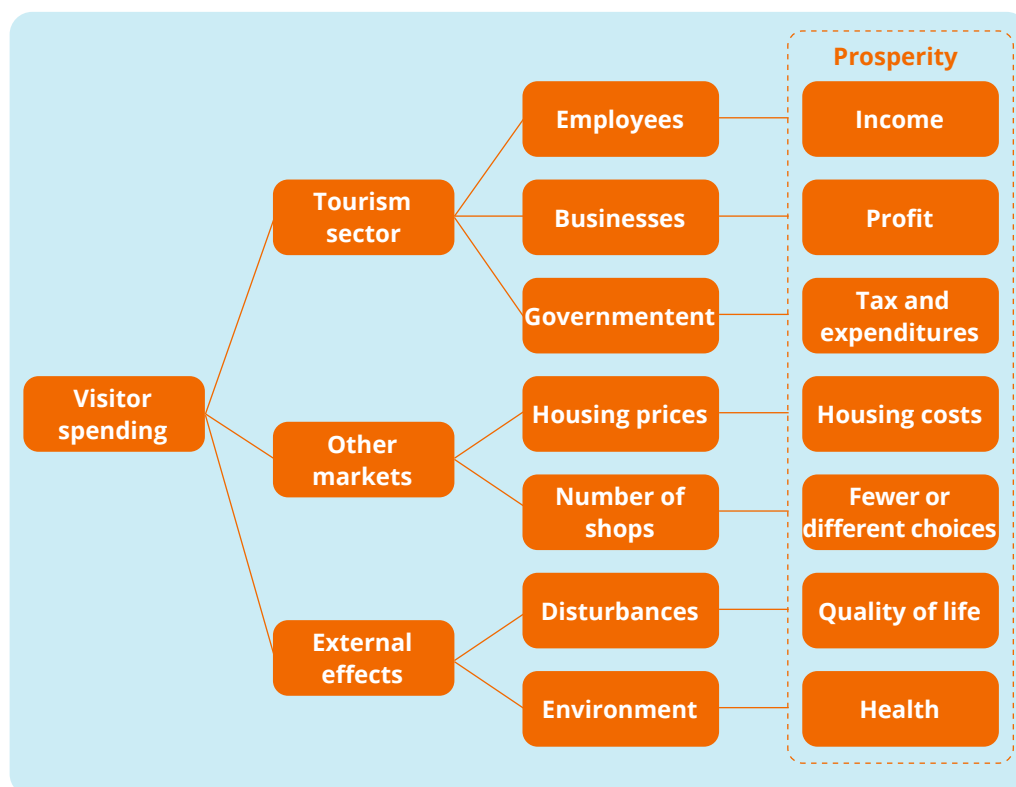 Prosperity
Employees
Income
Tourism
sector
Businesses
Profit
Governmentent
Tax and
expenditures
Visitor
spending
Housing prices
Housing costs
Other
markets
Number of
shops
Fewer or
different choices
Disturbances
Quality of life
External
effects
Environment
Health